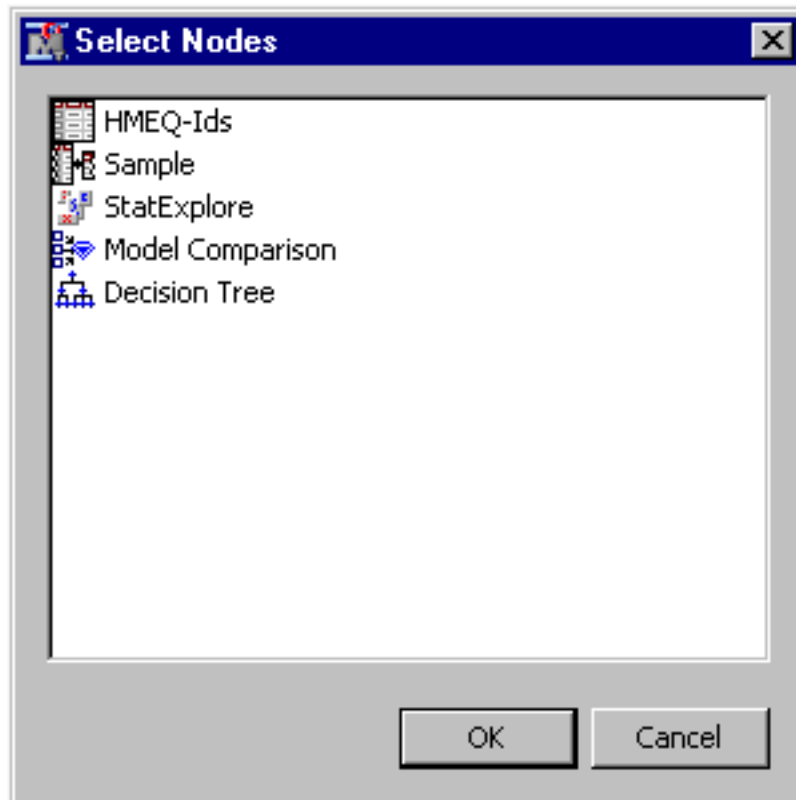 Select Nodes
HMEQ-Ids
Sample
StatExplore
Model Comparison
Decision Tree
OK
Cancel